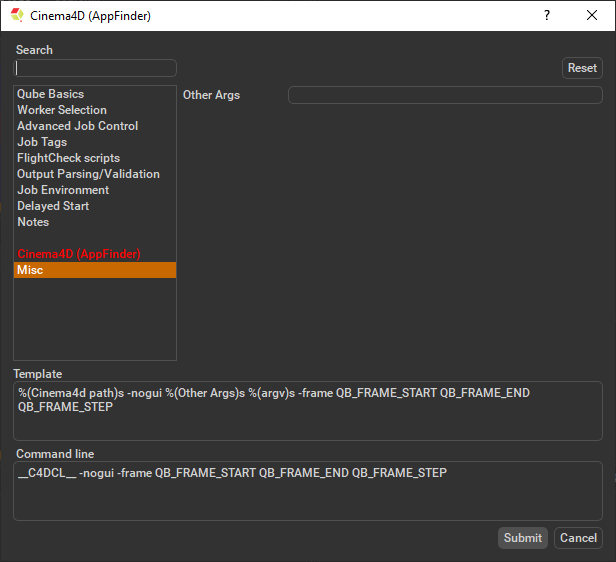 Cinema4D (AppFinder)
?
Search
Reset
Qube Basics
Other Args
Worker Selection
Advanced Job Control
Job Tags
FlightCheck scripts
Output Parsing/Validation
Job Environment
Delayed Start
Notes
Cinema4D (AppFinder)
Misc
Template
%(Cinema4d path)s -nogui %(Other Args)s %(argv)s -frame QB_FRAME_START QB_FRAME_END
QB_FRAME_STEP
Command line
__C4DCL__ -nogui -frame QB_FRAME_START QB_FRAME_END QB_FRAME_STEP
Submit
Cancel